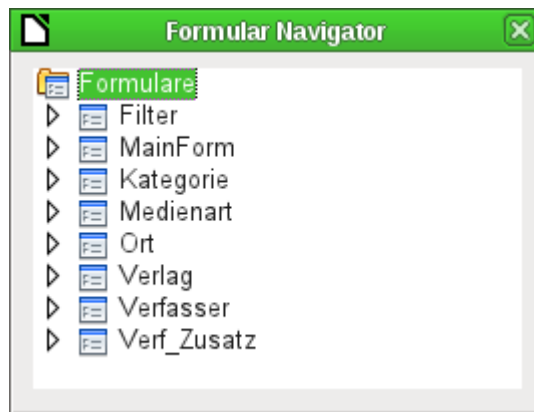 Formular Navigator
Formulare
Filter
MainForm
Kategorie
Medienart
Ort
Verlag
Verfasser
Verf_Zusatz